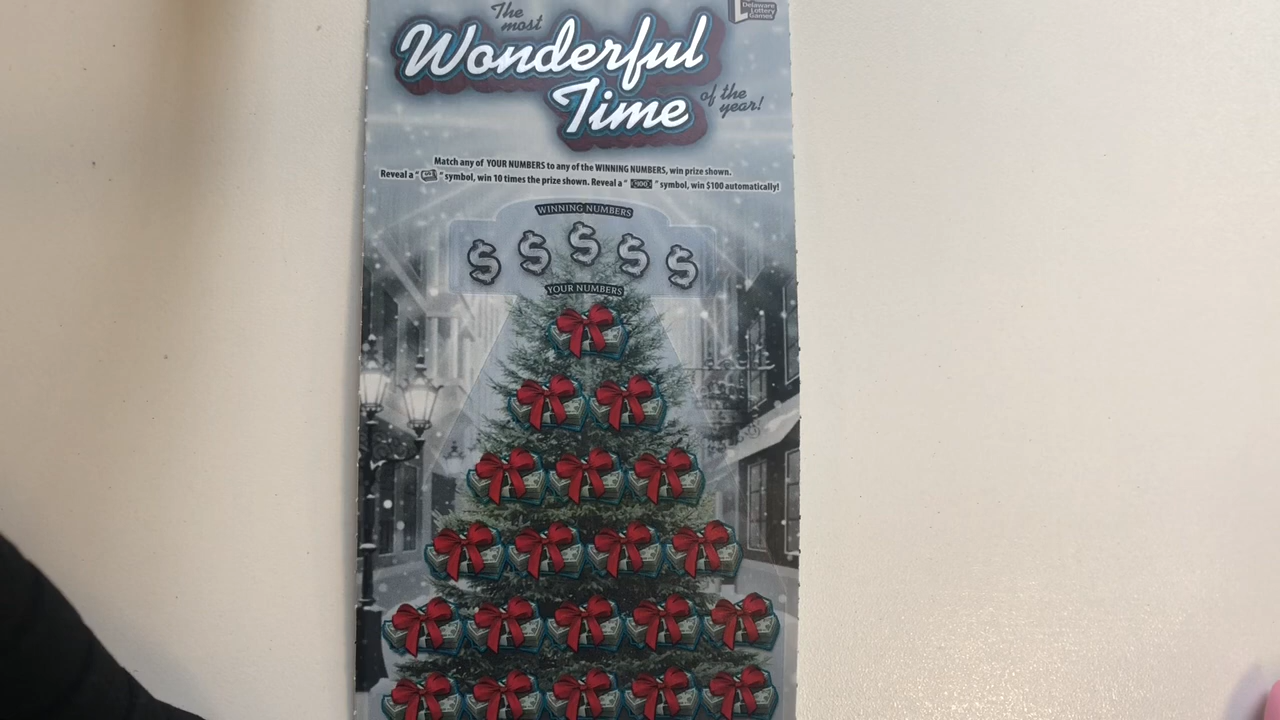 Delaware
Lottery
Games
The
most
Wonderful
Time
of the
year!
Match any of YOUR NUMBERS to any of the WINNING NUMBERS, win prize shown.
Reveal a " " symbol, win 10 times the prize shown. Reveal a " " symbol, win $100 automatically!
WINNING NUMBERS
$ $ $ $ $
YOUR NUMBERS